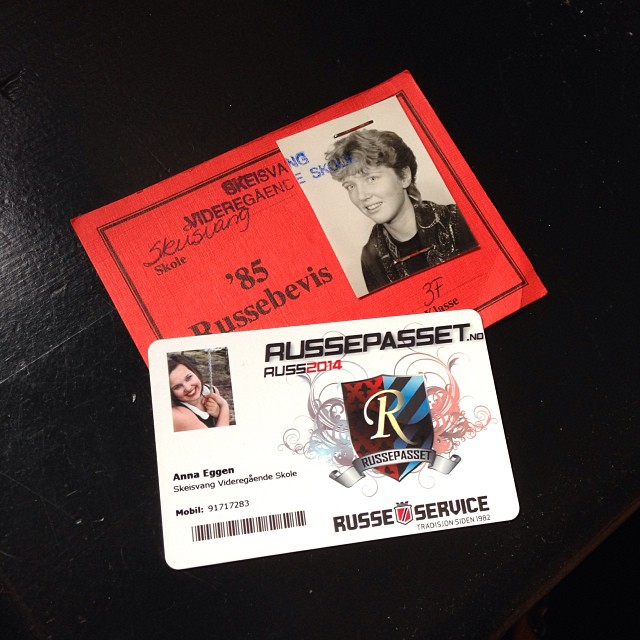 SKEISVANG
VIDEREGÅENDE SKOLE
Skeisvang
Skole
'85
Russebevis
3F
Klasse
RUSSEPASSET.NO
RUSS2014
R
RUSSEPASSET
Anna Eggen
Skeisvang Videregående Skole
Mobil: 91717283
RUSSE SERVICE
TRADISJON SIDEN 1982